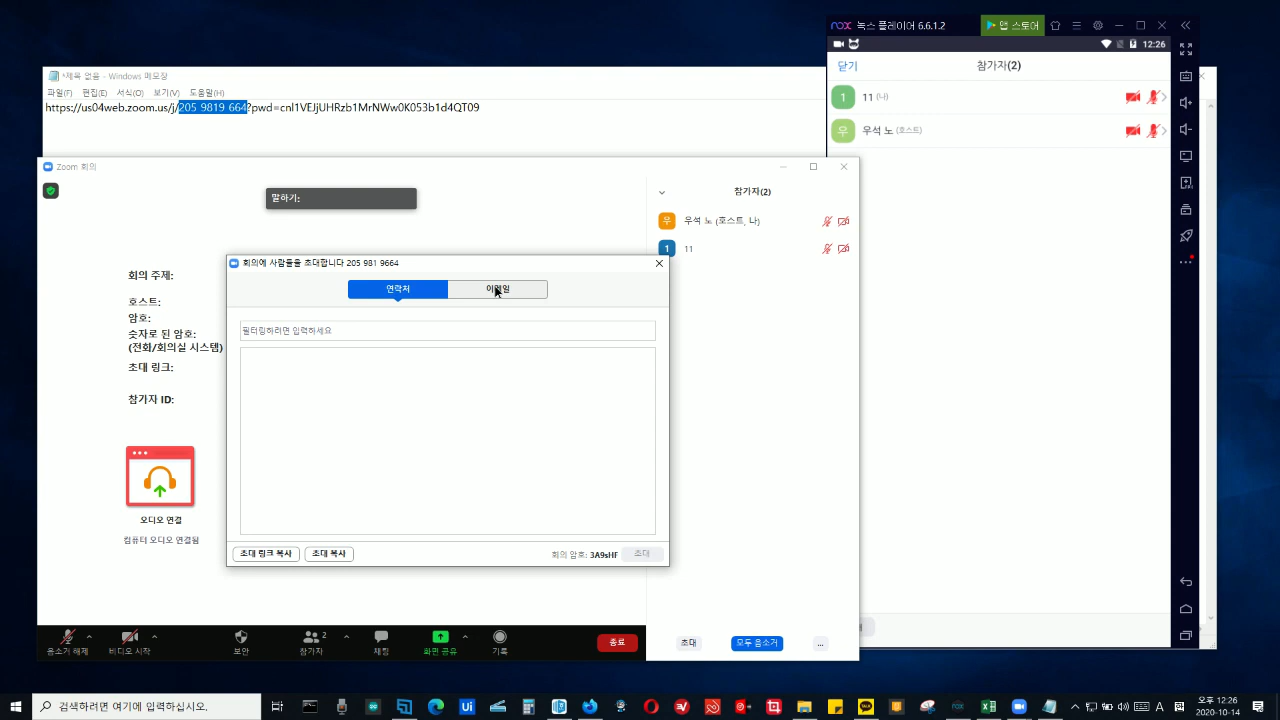 nox 녹스 플레이어 6.6.1.2
앱 스토어
12:26
닫기
참가자(2)
1
11 (나)
우
우석 노 (호스트)
*제목 없음 - Windows 메모장
파일(F) 편집(E) 서식(O) 보기(V) 도움말(H)
https://us04web.zoom.us/j/205 9819 664?pwd=cnl1VEJjUHRzb1MrNWw0K053b1d4QT09
Zoom 회의
말하기:
회의 주제:
호스트:
암호:
숫자로 된 암호:
(전화/회의실 시스템)
초대 링크:
참가자 ID:
오디오 연결
컴퓨터 오디오 연결됨
참가자(2)
우
우석 노 (호스트, 나)
1
11
회의에 사람들을 초대합니다 205 981 9664
연락처
이메일
필터링하려면 입력하세요
초대 링크 복사
초대 복사
회의 암호: 3A9sHF
초대
음소거 해제
비디오 시작
보안
2
참가자
채팅
화면 공유
기록
종료
초대
모두 음소거
...
검색하려면 여기에 입력하십시오.
Ui
TALK
nox
A
오후 12:26
2020-10-14